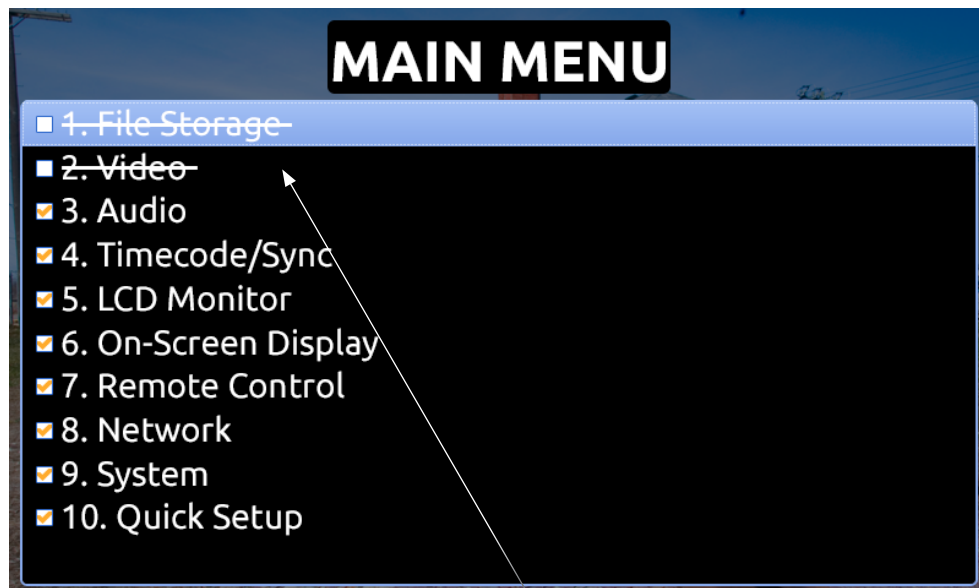 MAIN MENU
1. File Storage
2. Video
3. Audio
4. Timecode/Sync
5. LCD Monitor
6. On-Screen Display
7. Remote Control
8. Network
9. System
10. Quick Setup